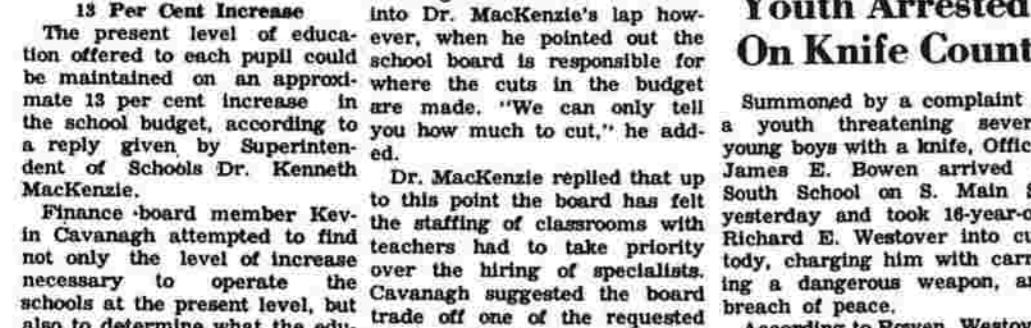 13 Per Cent Increase
The present level of educa-
tion offered to each pupil could
be maintained on an approxi-
mate 13 per cent increase in
the school budget, according to
a reply given by Superinten-
dent of Schools Dr. Kenneth
MacKenzie.
Finance board member Kev-
in Cavanagh attempted to find
not only the level of increase
necessary to operate the
schools at the present level, but
also to determine what the edu-
into Dr. MacKenzie's lap how-
ever, when he pointed out the
school board is responsible for
where the cuts in the budget
are made. "We can only tell
you how much to cut," he add-
ed.
Dr. MacKenzie replied that up
to this point the board has felt
the staffing of classrooms with
teachers had to take priority
over the hiring of specialists.
Cavanagh suggested the board
trade off one of the requested
Youth Arrested
On Knife Count
Summoned by a complaint
a youth threatening sever
young boys with a knife, Offic
James E. Bowen arrived
South School on S. Main
yesterday and took 16-year-o
Richard E. Westover into cu
tody, charging him with carr
ing a dangerous weapon, a
breach of peace.
According to Bowen, Westov